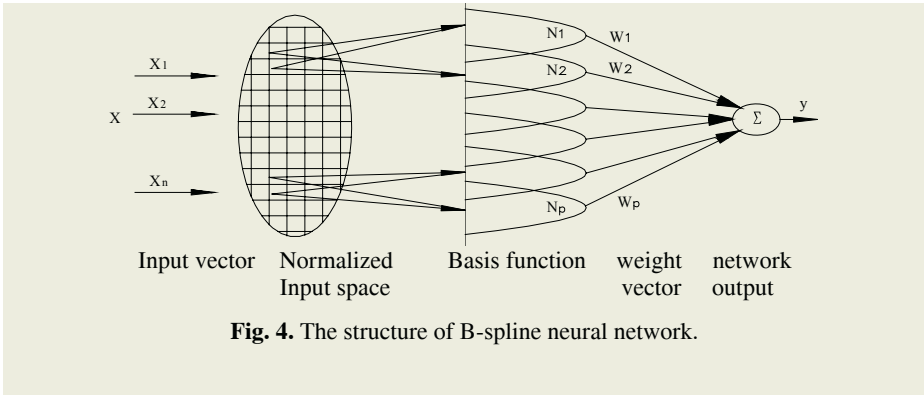 X1
X2
X
Xn
N1
N2
Np
W1
W2
Wp
Σ
y
Input vector Normalized Input space Basis function weight vector network output
Fig. 4. The structure of B-spline neural network.